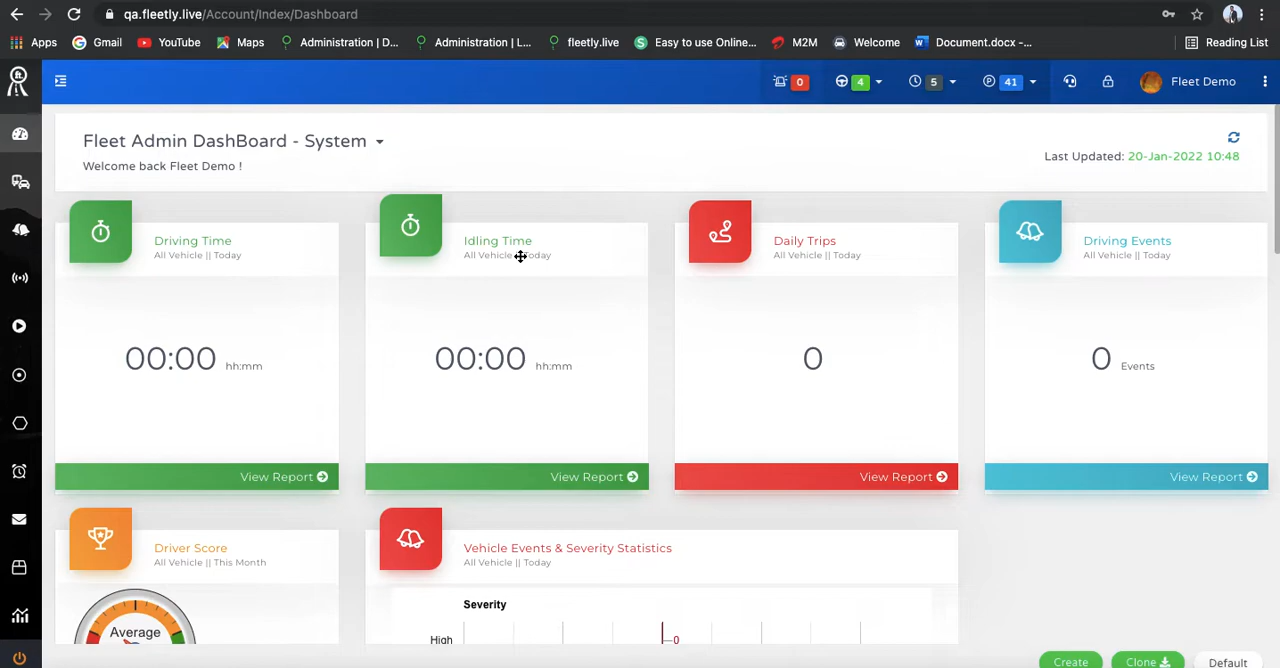 qa.fleetly.live/Account/Index/Dashboard
Apps Gmail YouTube Maps Administration | D... Administration | L... fleetly.live Easy to use Online... M2M Welcome Document.docx -... Reading List
ft 0 4 5 P 41 Fleet Demo
Fleet Admin DashBoard - System
Welcome back Fleet Demo !
Last Updated: 20-Jan-2022 10:48
Driving Time
All Vehicle || Today
00:00 hh:mm
View Report
Idling Time
All Vehicle || Today
00:00 hh:mm
View Report
Daily Trips
All Vehicle || Today
0
View Report
Driving Events
All Vehicle || Today
0 Events
View Report
Driver Score
All Vehicle || This Month
Average
Vehicle Events & Severity Statistics
All Vehicle || Today
Severity
High 0
Create Clone Default